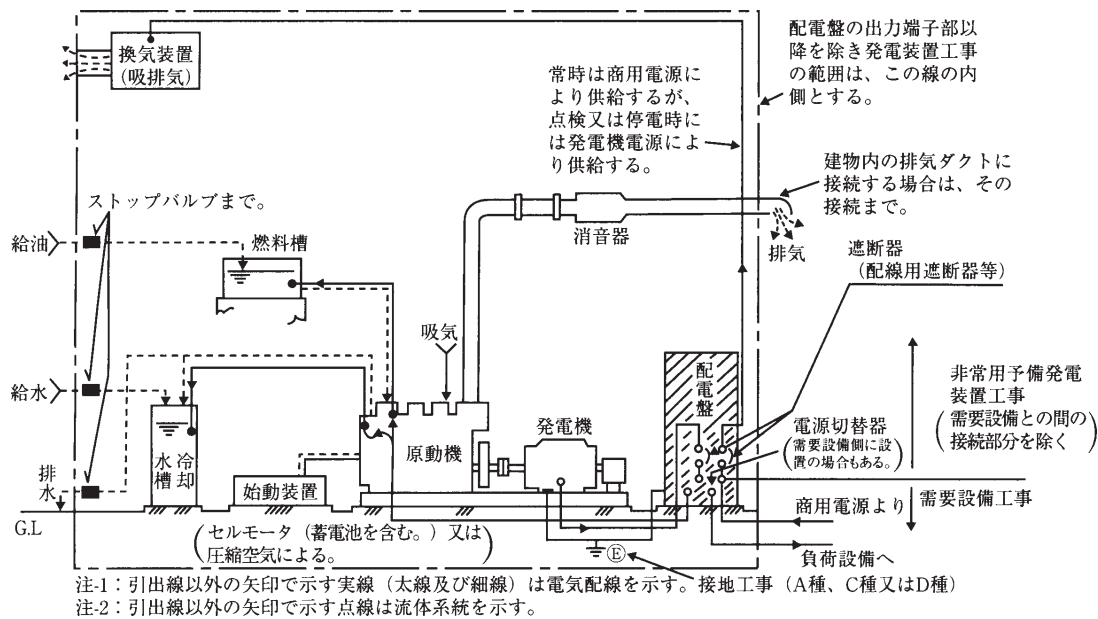 換気装置
(吸排気)
配電盤の出力端子部以
降を除き発電装置工事
の範囲は、この線の内
側とする。
常時は商用電源に
より供給するが、
点検又は停電時に
は発電機電源によ
り供給する。
建物内の排気ダクトに
接続する場合は、その
接続まで。
ストップバルブまで。
給油
燃料槽
消音器
排気
遮断器
(配線用遮断器等)
吸気
給水
配電盤
非常用予備発電
装置工事
(需要設備との間の
接続部分を除く)
発電機
電源切替器
(需要設備側に設
置の場合もある。)
原動機
冷却
水槽
排水
始動装置
商用電源より
需要設備工事
G.L
(セルモータ(蓄電池を含む。)又は
圧縮空気による。)
E
負荷設備へ
注-1:引出線以外の矢印で示す実線(太線及び細線)は電気配線を示す。
接地工事(A種、C種又はD種)
注-2:引出線以外の矢印で示す点線は流体系統を示す。